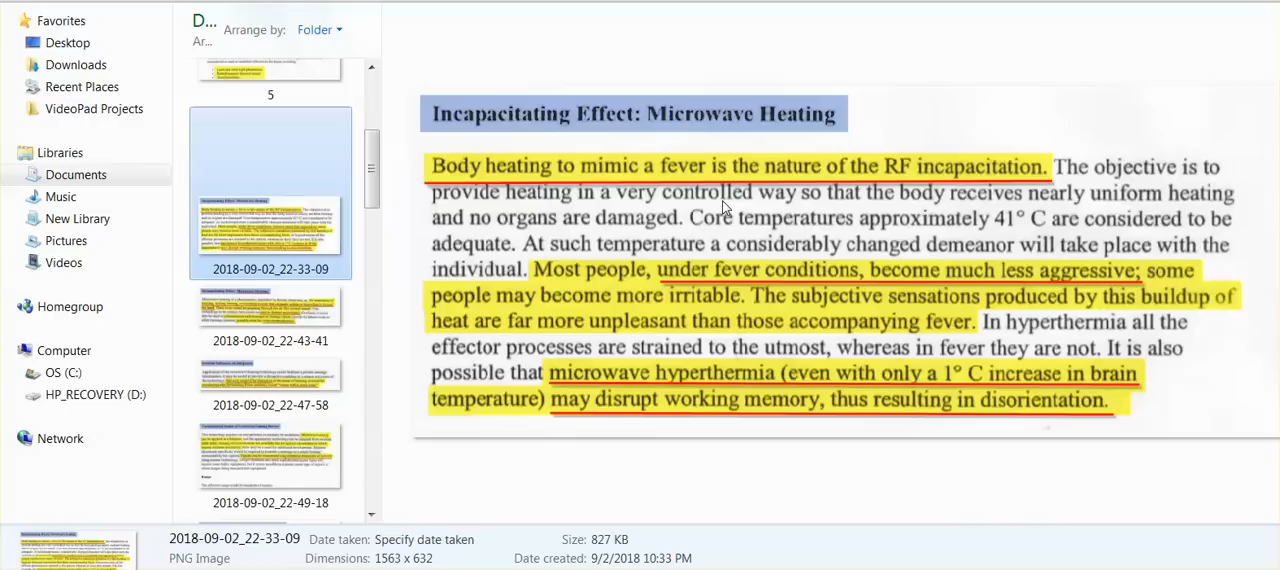 Favorites
Desktop
Downloads
Recent Places
VideoPad Projects
Libraries
Documents
Music
New Library
Pictures
Videos
Homegroup
Computer
OS (C:)
HP_RECOVERY (D:)
Network
D...
Ar...
Arrange by: Folder
5
2018-09-02_22-33-09
2018-09-02_22-43-41
2018-09-02_22-47-58
2018-09-02_22-49-18
Incapacitating Effect: Microwave Heating
Body heating to mimic a fever is the nature of the RF incapacitation. The objective is to
provide heating in a very controlled way so that the body receives nearly uniform heating
and no organs are damaged. Core temperatures approximately 41° C are considered to be
adequate. At such temperature a considerably changed demeanor will take place with the
individual. Most people, under fever conditions, become much less aggressive; some
people may become more irritable. The subjective sensations produced by this buildup of
heat are far more unpleasant than those accompanying fever. In hyperthermia all the
effector processes are strained to the utmost, whereas in fever they are not. It is also
possible that microwave hyperthermia (even with only a 1° C increase in brain
temperature) may disrupt working memory, thus resulting in disorientation.
2018-09-02_22-33-09 Date taken: Specify date taken Size: 827 KB
PNG Image Dimensions: 1563 x 632 Date created: 9/2/2018 10:33 PM